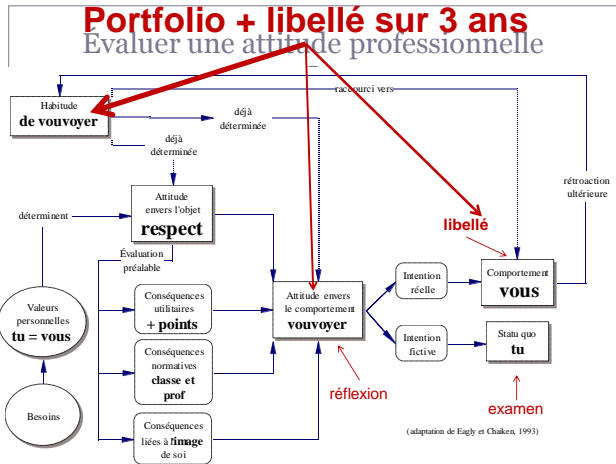 Portfolio + libellé sur 3 ans
Évaluer une attitude professionnelle
raccourci vers
Habitude
de vouvoyer
déjà
déterminée
déjà
déterminée
rétroaction
ultérieure
Attitude
envers l'objet
respect
déterminent
libellé
Évaluation
préalable
Valeurs
personnelles
tu = vous
Conséquences
utilitaires
+ points
Attitude envers
le comportement
vouvoyer
Intention
réelle
Comportement
vous
Conséquences
normatives
classe et
prof
Intention
fictive
Statu quo
tu
réflexion
examen
Besoins
Conséquences
liées à l'image
de soi
(adaptation de Eagly et Chaiken, 1993)